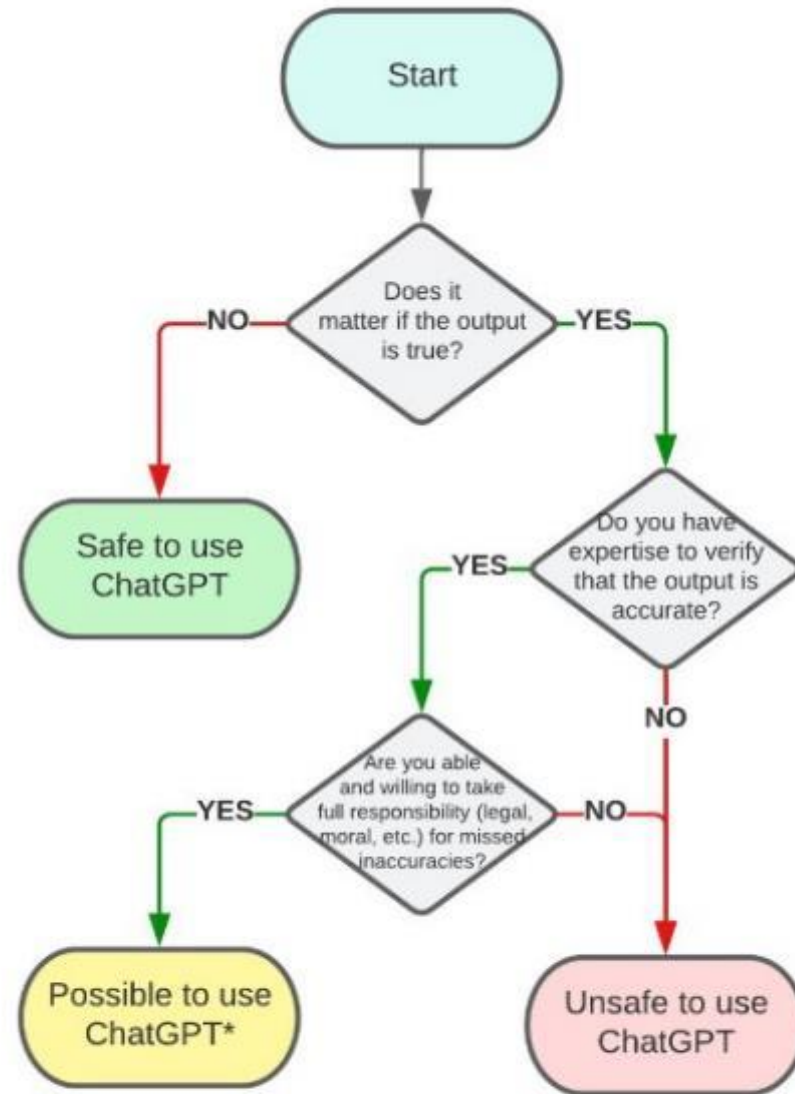 Start
Does it
matter if the output
is true?
NO
YES
Safe to use
ChatGPT
Do you have
expertise to verify
that the output is
accurate?
YES
NO
Are you able
and willing to take
full responsibility (legal,
moral, etc.) for missed
inaccuracies?
YES
NO
Possible to use
ChatGPT*
Unsafe to use
ChatGPT